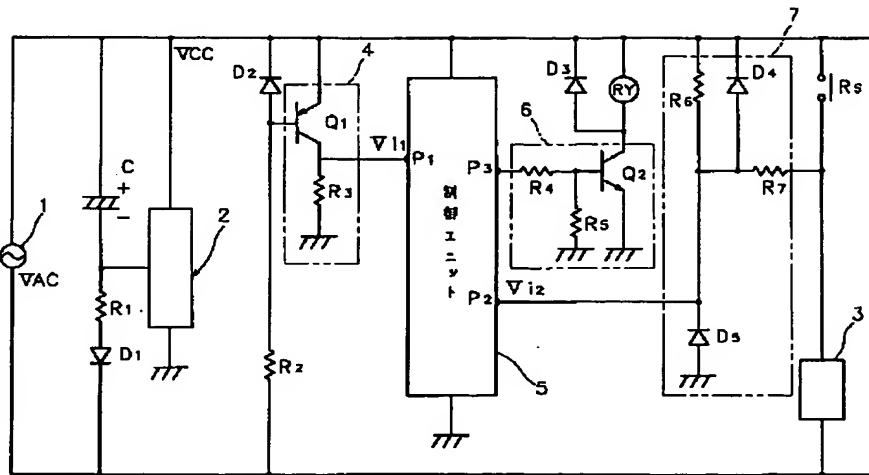 7
4
VCC
D2
D3
D4
RY
R6
RS
Q1
6
C
+
-
Vi1
P1
P3
R4
Q2
R7
2
1
R3
制御ユニット
R5
VAC
Vi2
P2
R1
D5
3
D1
R2
5